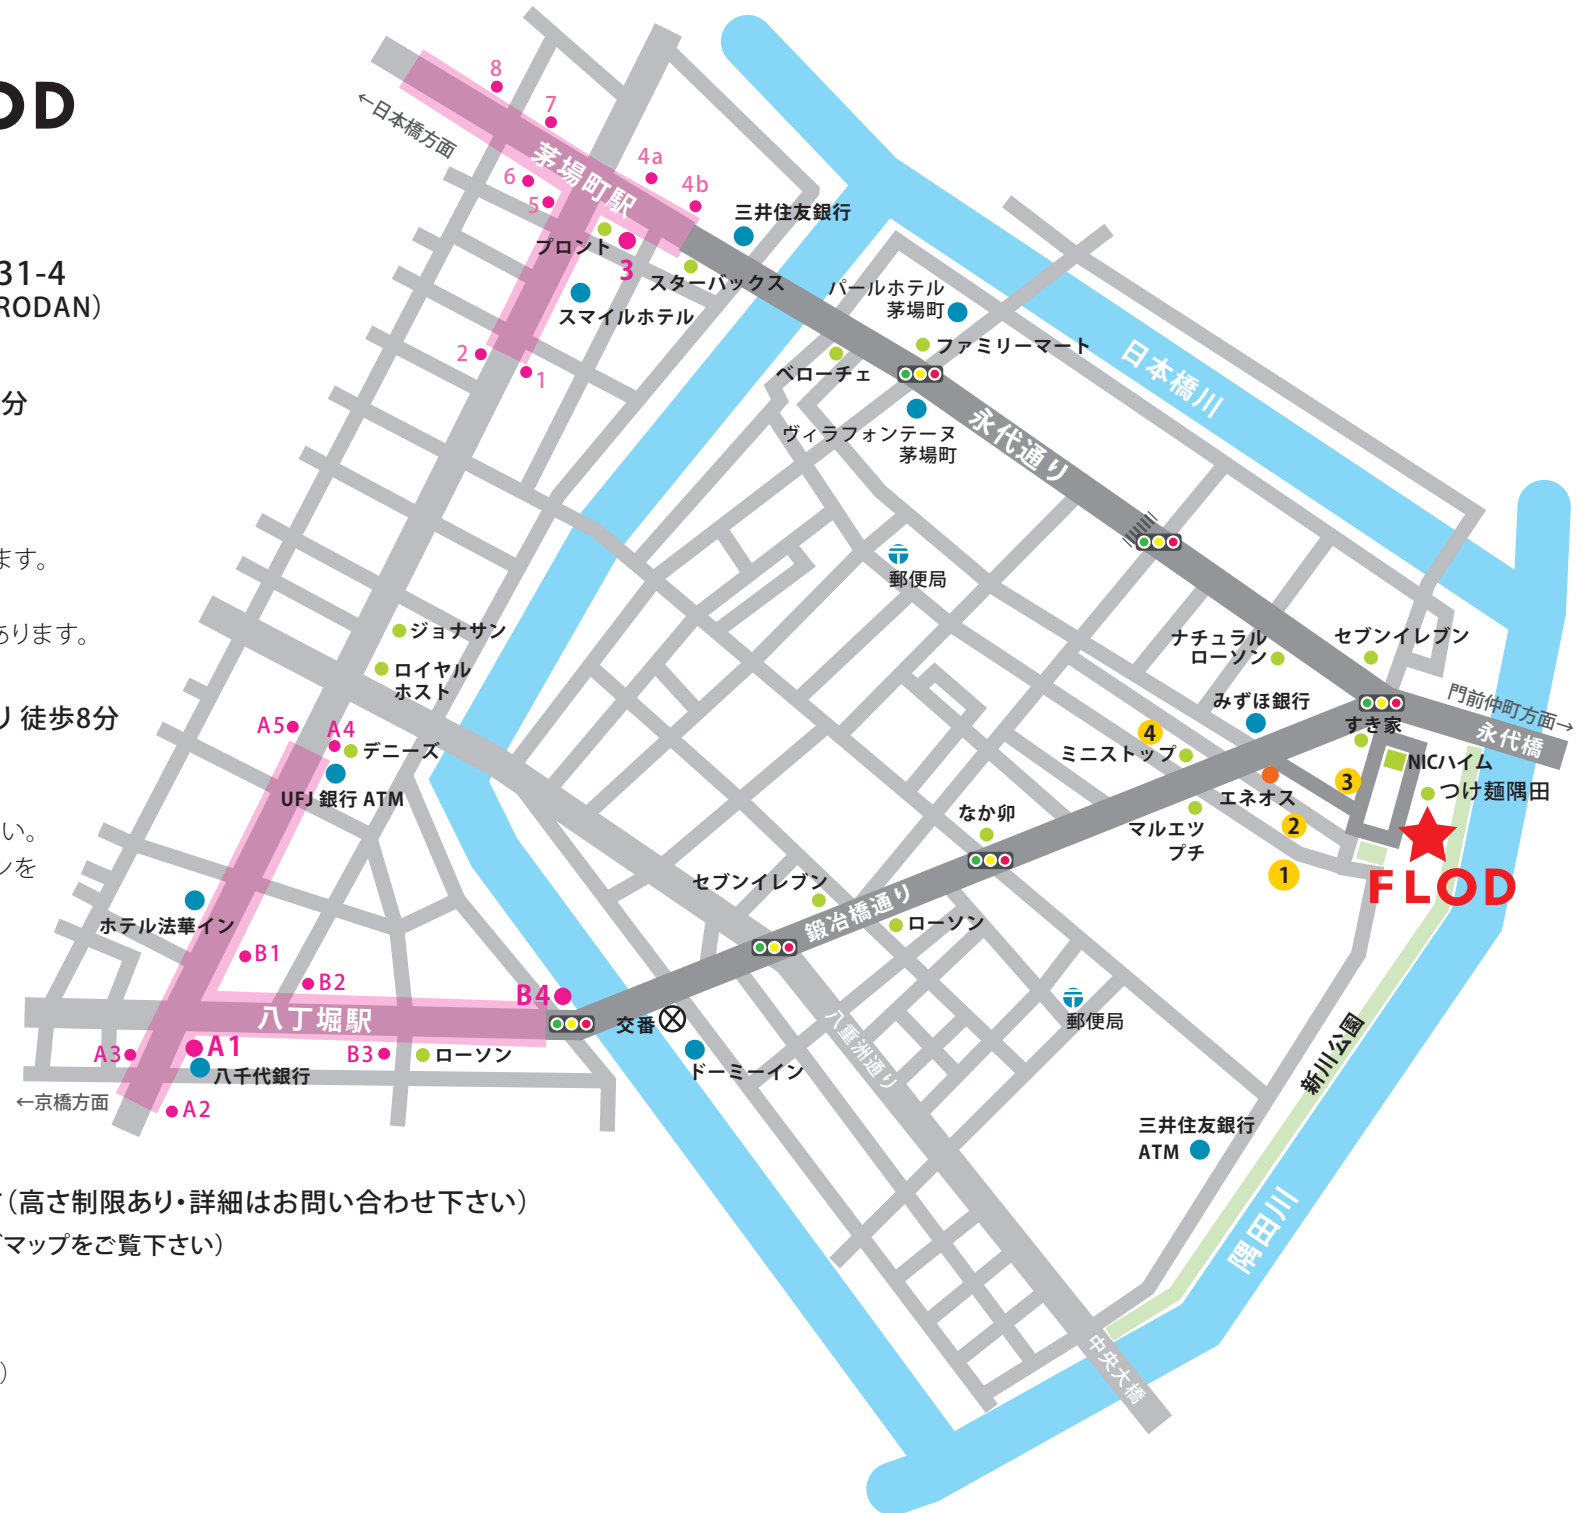 OD
31-4
RODAN）
分
ます。
あります。
り 徒歩8分
い。
ンを
（高さ制限あり・詳細はお問い合わせ下さい）
マップをご覧下さい）
）
8
7
←日本橋方面
茅場町駅
6
5
4a
4b
三井住友銀行
プロント
3
スターバックス
スマイルホテル
2
1
パールホテル
茅場町
ファミリーマート
ベローチェ
ヴィラフォンテーヌ
茅場町
日本橋川
永代通り
郵便局
ジョナサン
ロイヤル
ホスト
ナチュラル
ローソン
セブンイレブン
みずほ銀行
門前仲町方面→
永代橋
すき家
A5
A4
デニーズ
UFJ 銀行 ATM
4
ミニストップ
NICハイム
3
つけ麺隅田
エネオス
なか卯
マルエツ
プチ
2
1
FLOD
セブンイレブン
鍛冶橋通り
ローソン
ホテル法華イン
B1
B2
B4
八丁堀駅
交番
A3
A1
B3
ローソン
八千代銀行
←京橋方面
A2
ドーミーイン
八重洲通り
郵便局
新川公園
三井住友銀行
ATM
隅田川
中央大橋